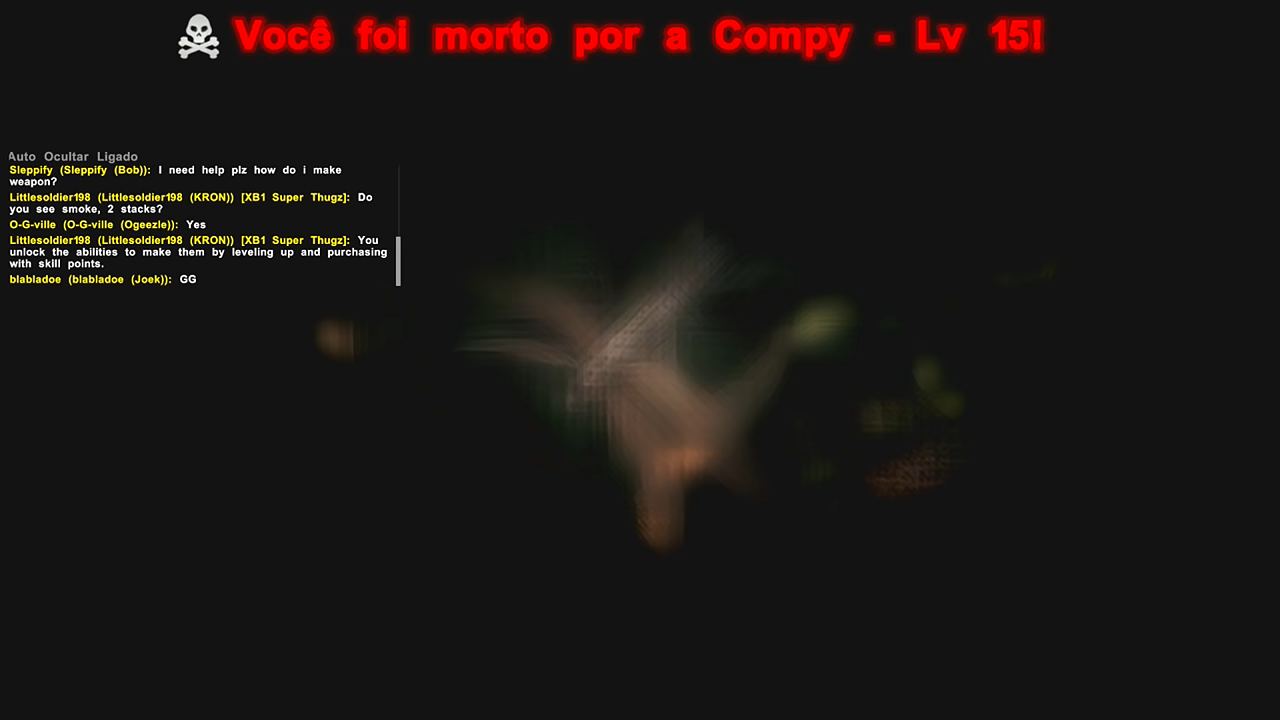 Você foi morto por a Compy - Lv 15!
Auto Ocultar Ligado
Sleppify (Sleppify (Bob)): I need help plz how do i make
weapon?
Littlesoldier198 (Littlesoldier198 (KRON)) [XB1 Super Thugz]: Do
you see smoke, 2 stacks?
O-G-ville (O-G-ville (Ogeezle)): Yes
Littlesoldier198 (Littlesoldier198 (KRON)) [XB1 Super Thugz]: You
unlock the abilities to make them by leveling up and purchasing
with skill points.
blabladoe (blabladoe (Joek)): GG